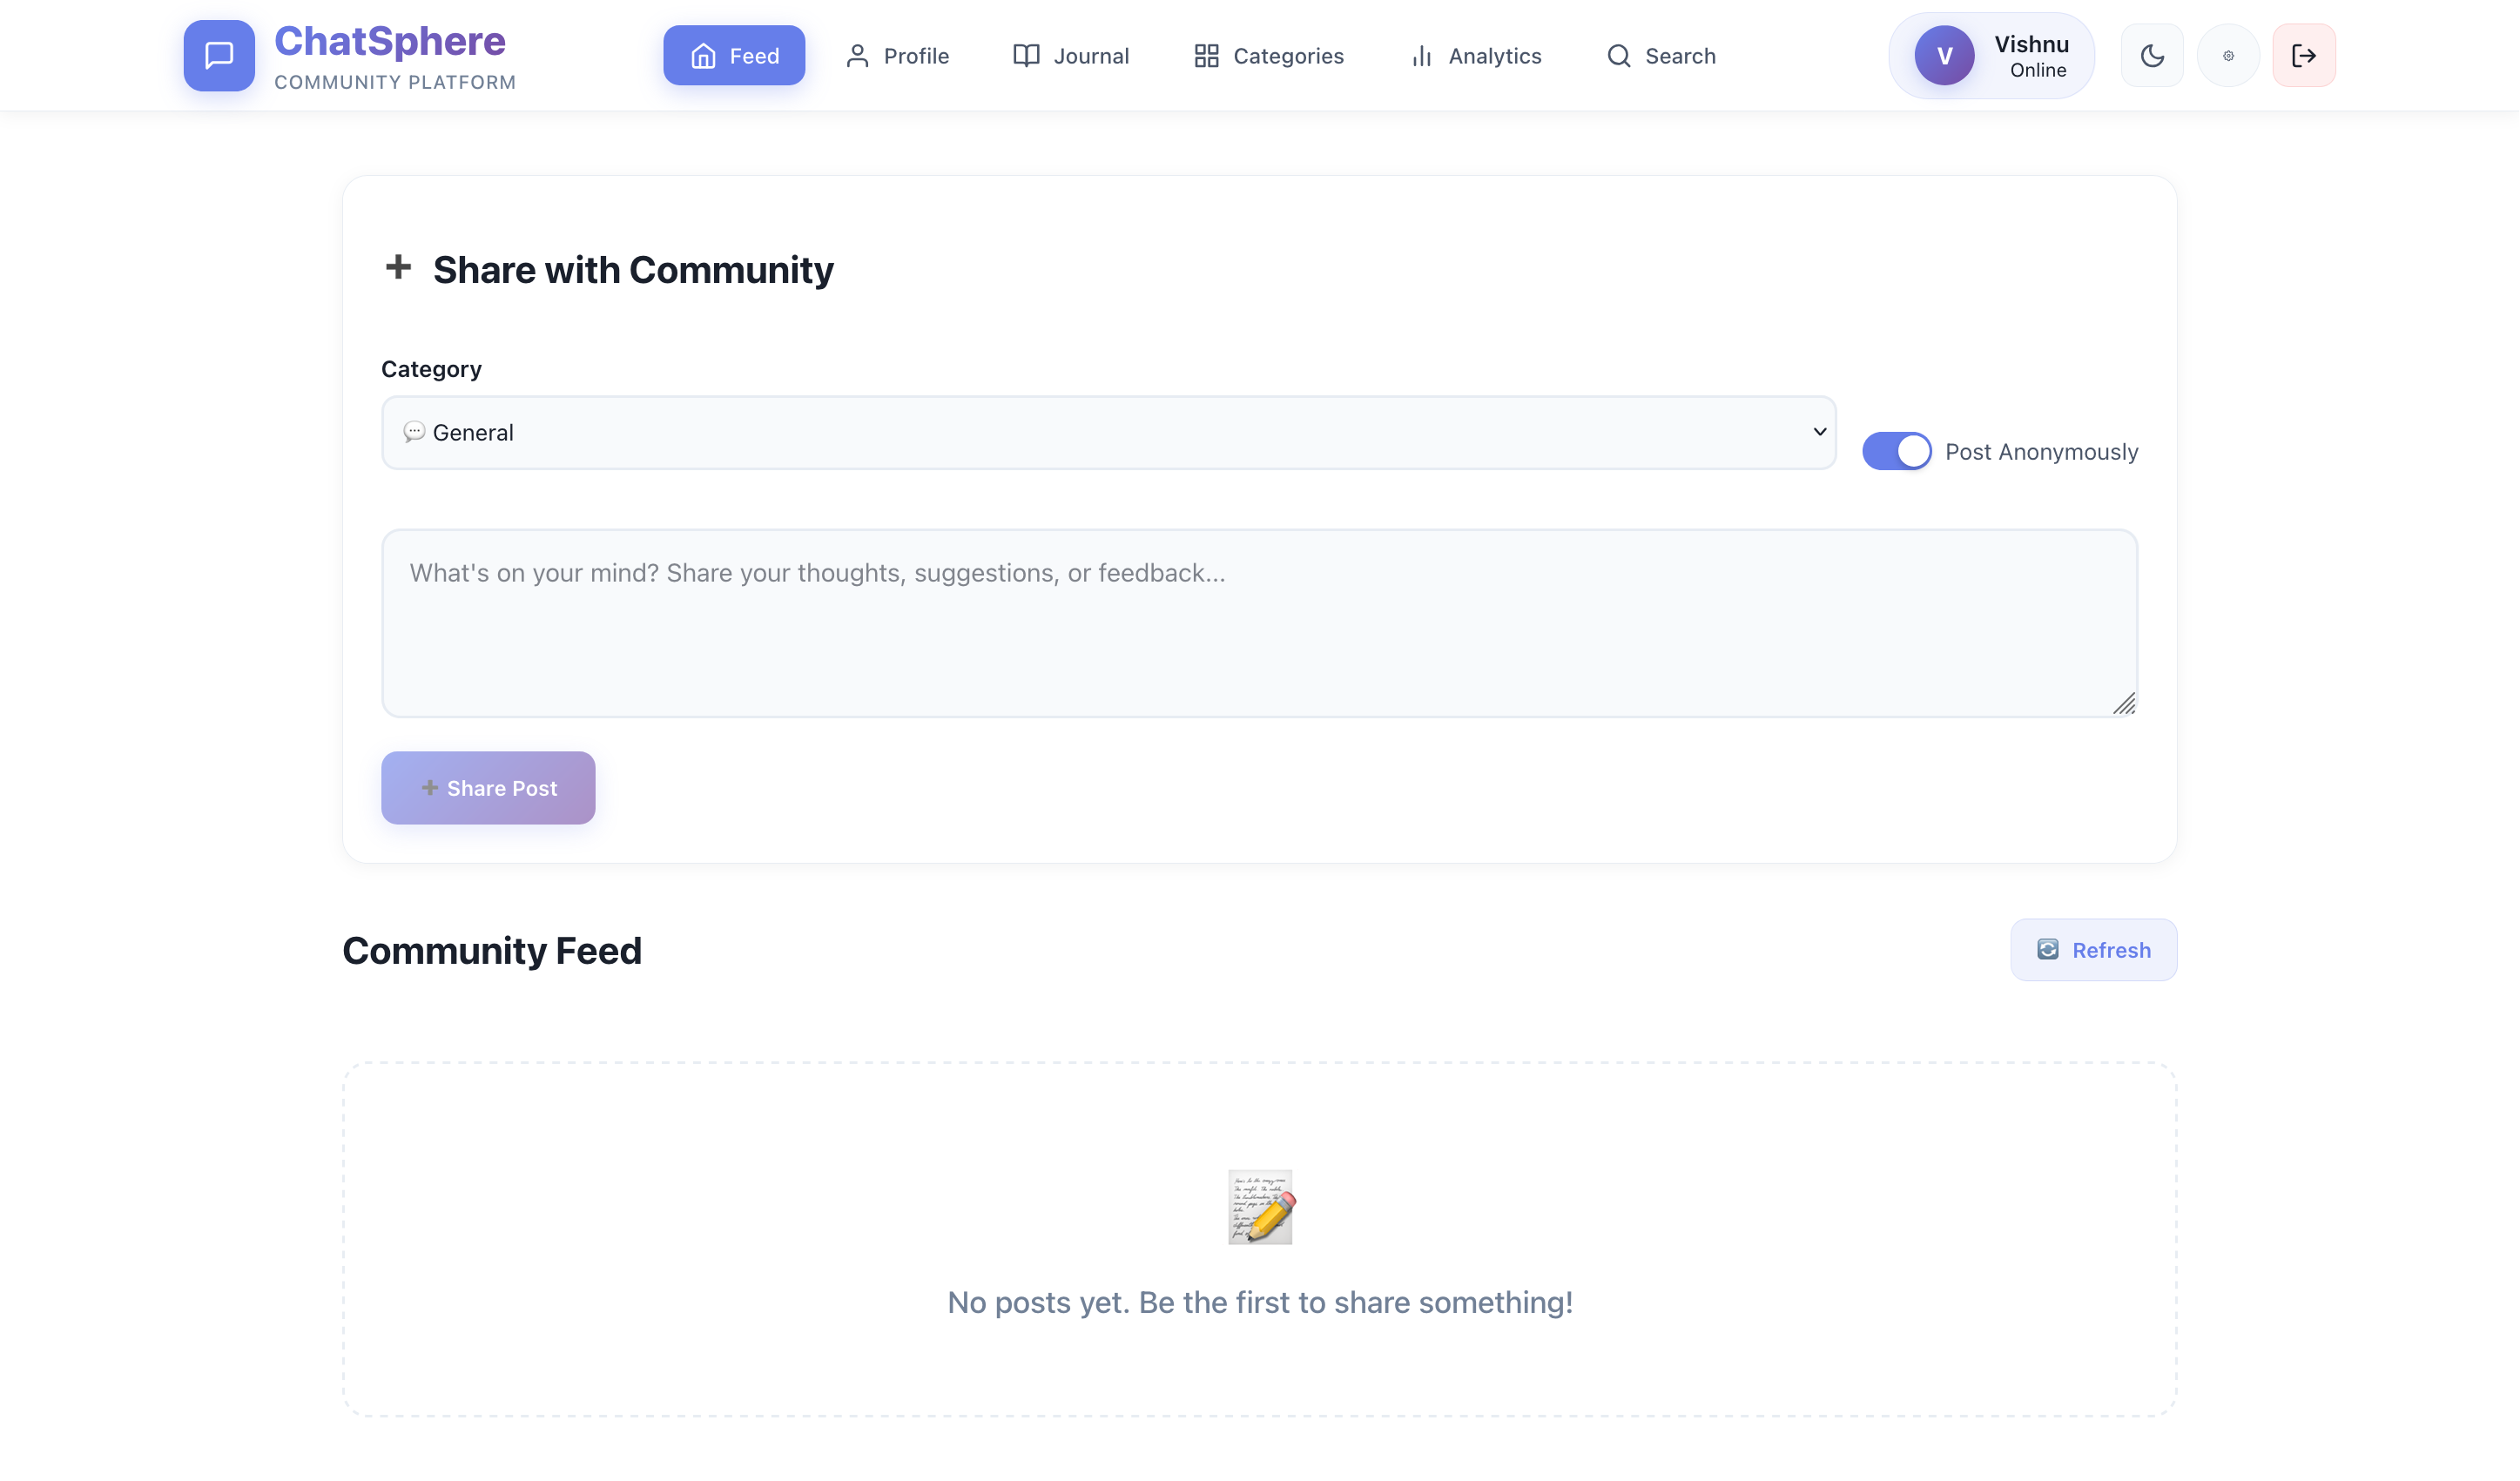 ChatSphere
COMMUNITY PLATFORM
Feed
Profile
Journal
Categories
Analytics
Search
V
Vishnu
Online
Share with Community
Category
General
Post Anonymously
What's on your mind? Share your thoughts, suggestions, or feedback...
Share Post
Community Feed
Refresh
No posts yet. Be the first to share something!